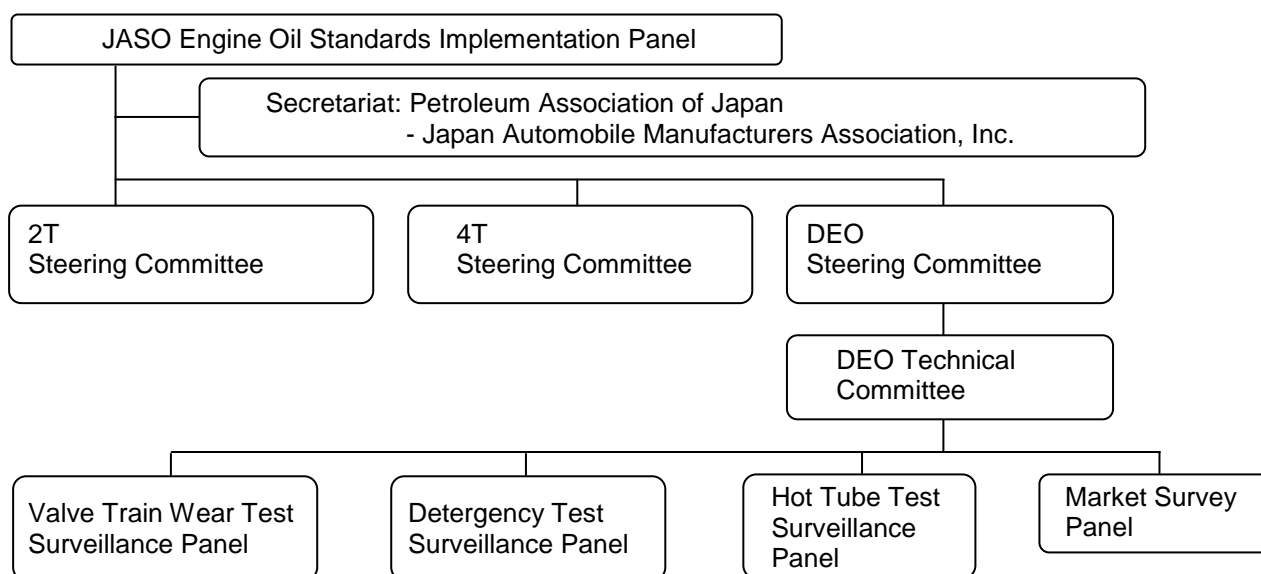 JASO Engine Oil Standards Implementation Panel
Secretariat: Petroleum Association of Japan
- Japan Automobile Manufacturers Association, Inc.
2T
Steering Committee
4T
Steering Committee
DEO
Steering Committee
DEO Technical
Committee
Valve Train Wear Test
Surveillance Panel
Detergency Test
Surveillance Panel
Hot Tube Test
Surveillance
Panel
Market Survey
Panel